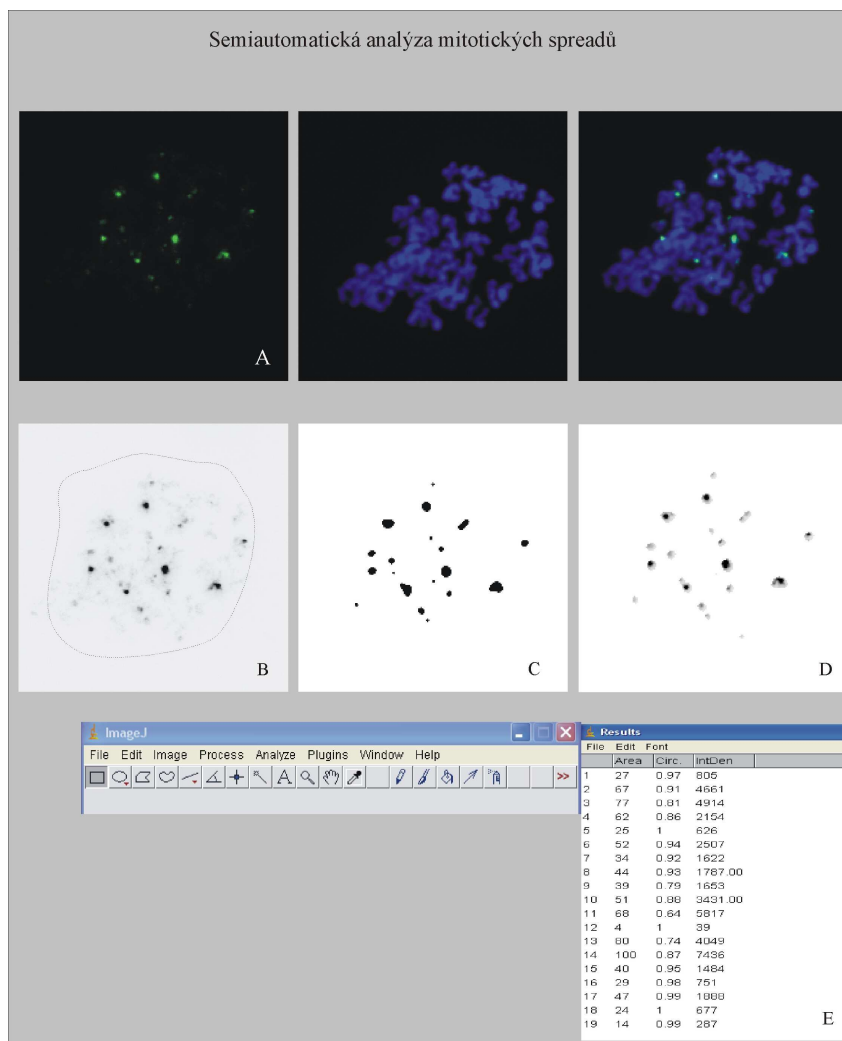 Semiautomatická analýza mitotických spreadů
A
B
C
D
ImageJ
File Edit Image Process Analyze Plugins Window Help
A
>>
Results
File Edit Font
Area Circ. IntDen
1 27 0.97 805
2 67 0.91 4661
3 77 0.81 4914
4 62 0.86 2154
5 25 1 626
6 52 0.94 2507
7 34 0.92 1622
8 44 0.93 1787.00
9 39 0.79 1653
10 51 0.88 3431.00
11 68 0.64 5817
12 4 1 39
13 80 0.74 4049
14 100 0.87 7436
15 40 0.95 1484
16 29 0.98 751
17 47 0.99 1888
18 24 1 677
19 14 0.99 287
E